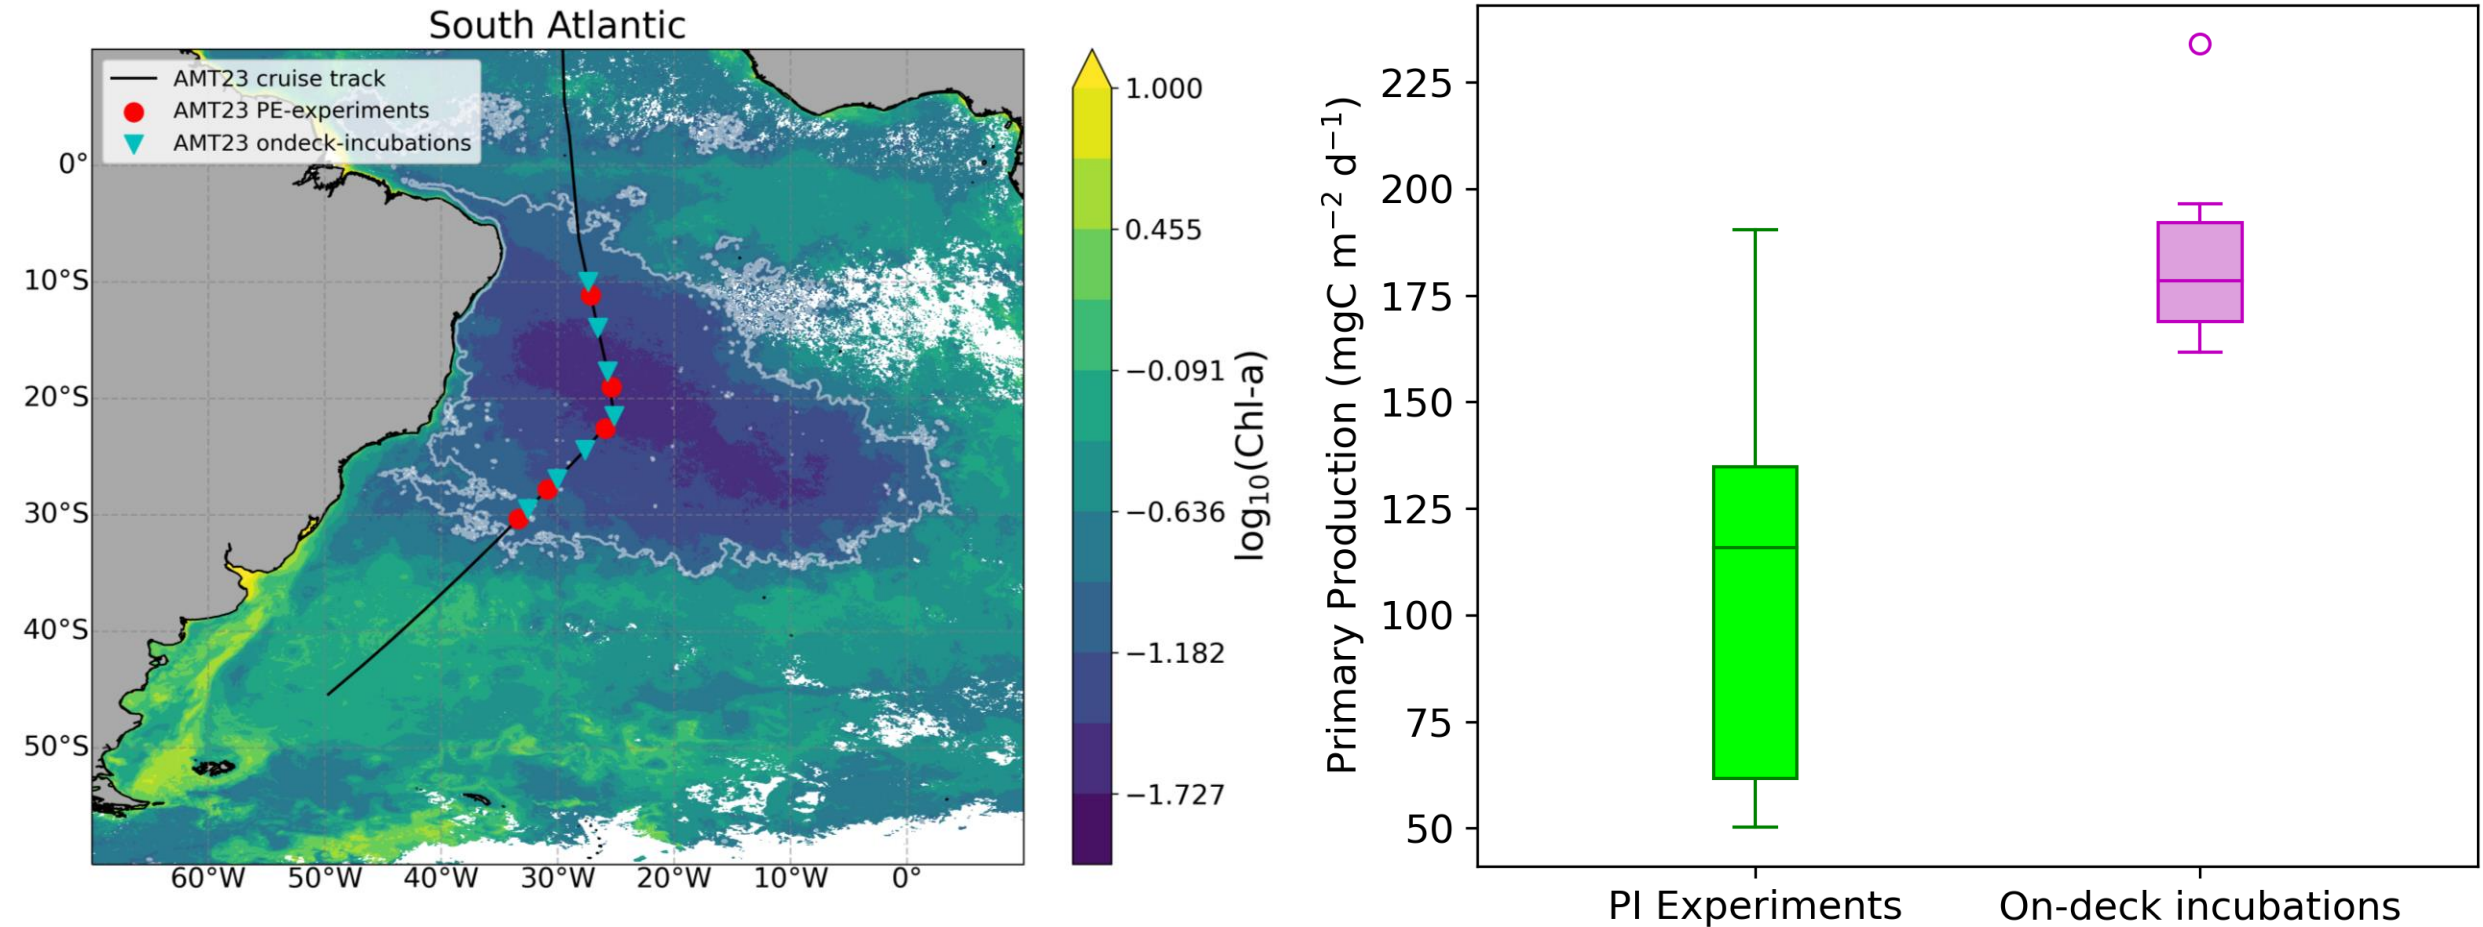 South Atlantic
AMT23 cruise track
AMT23 PE-experiments
AMT23 ondeck-incubations
0°
10°S
20°S
30°S
40°S
50°S
60°W 50°W 40°W 30°W 20°W 10°W 0°
1.000
0.455
−0.091
−0.636
−1.182
−1.727
log₁₀(Chl-a)
Primary Production (mgC m⁻² d⁻¹)
225
200
175
150
125
100
75
50
PI Experiments On-deck incubations